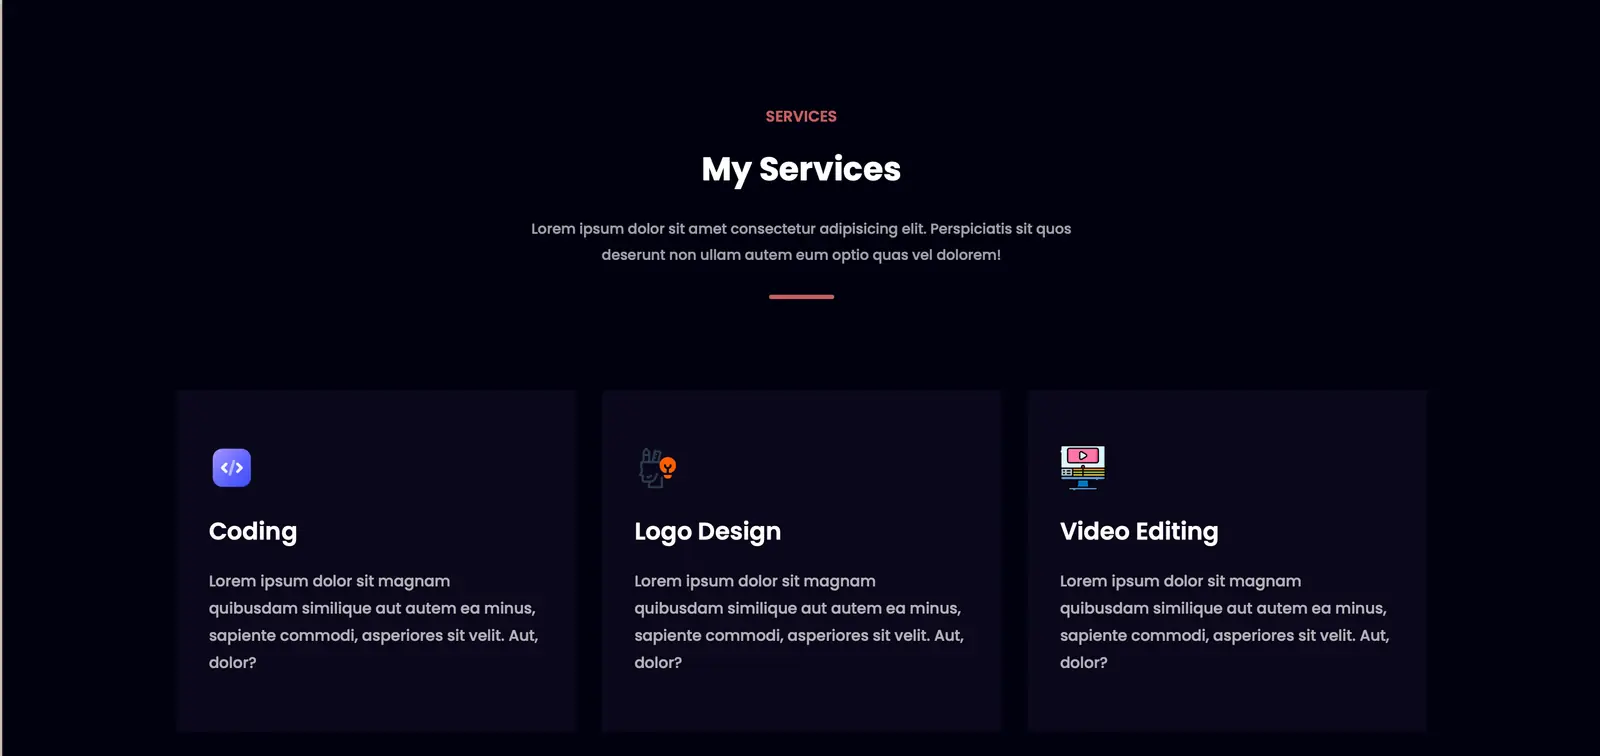 SERVICES
My Services
Lorem ipsum dolor sit amet consectetur adipisicing elit. Perspiciatis sit quos
deserunt non ullam autem eum optio quas vel dolorem!
Coding
Lorem ipsum dolor sit magnam
quibusdam similique aut autem ea minus,
sapiente commodi, asperiores sit velit. Aut,
dolor?
Logo Design
Lorem ipsum dolor sit magnam
quibusdam similique aut autem ea minus,
sapiente commodi, asperiores sit velit. Aut,
dolor?
Video Editing
Lorem ipsum dolor sit magnam
quibusdam similique aut autem ea minus,
sapiente commodi, asperiores sit velit. Aut,
dolor?